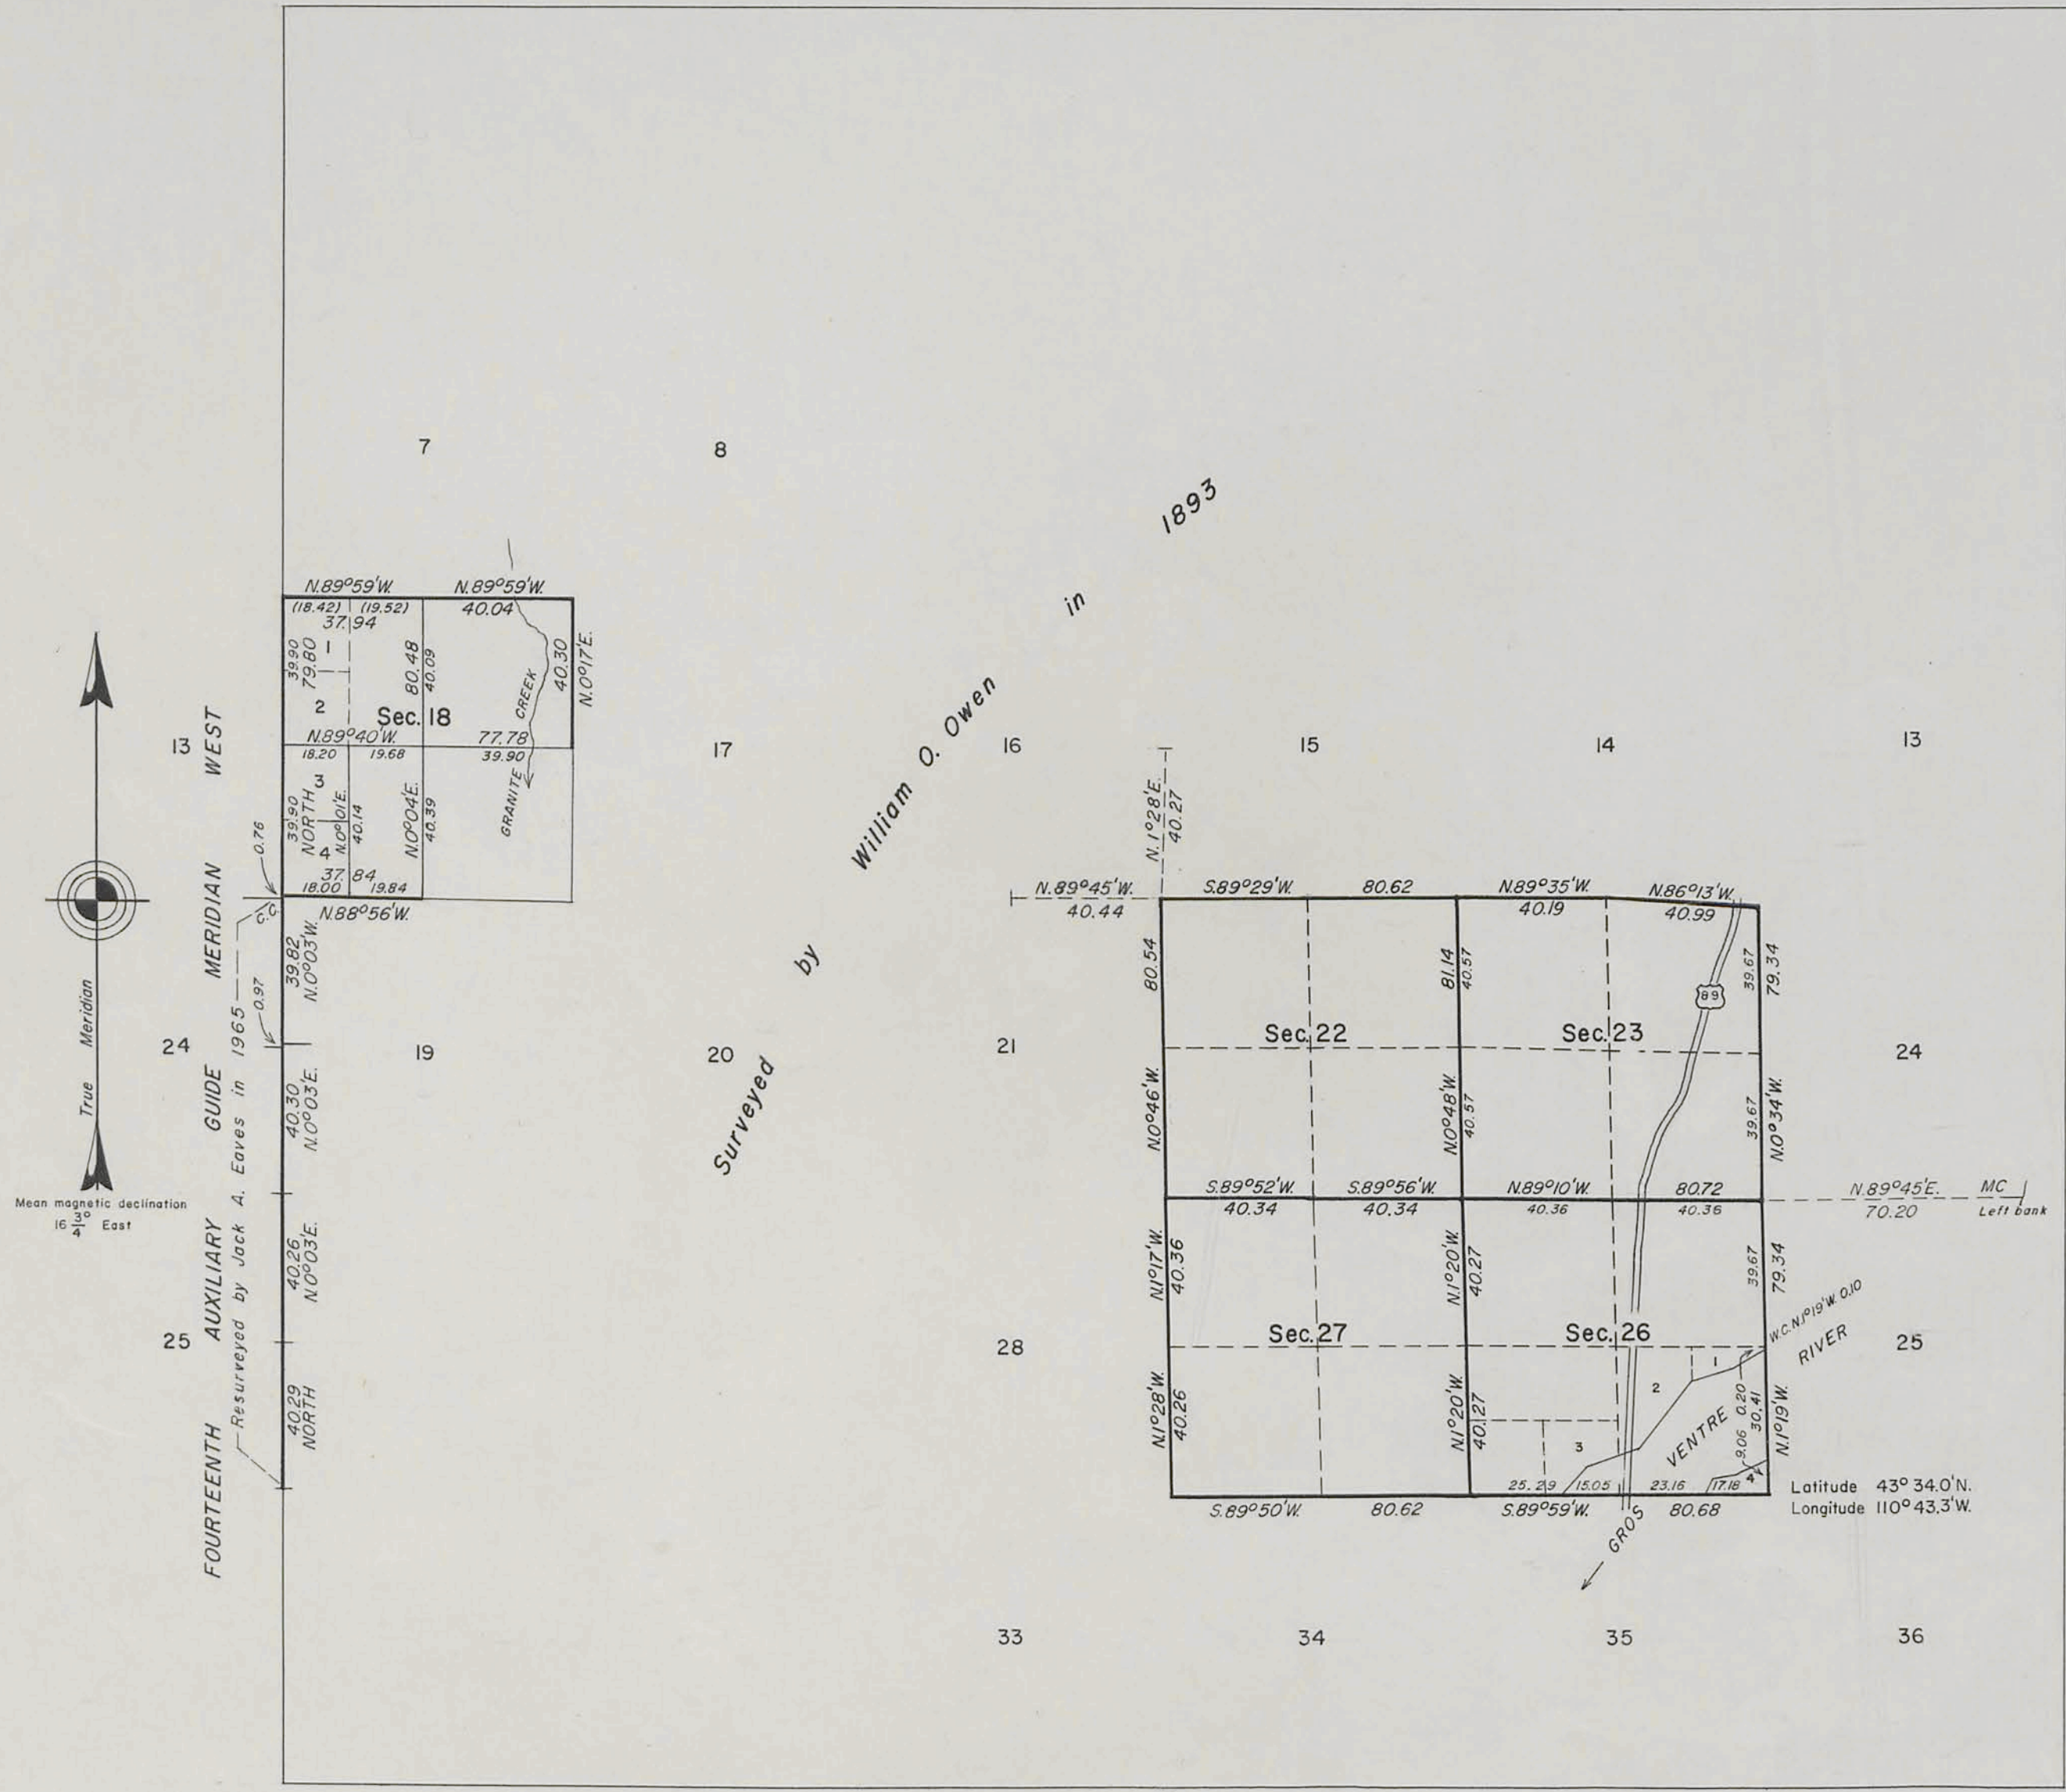 7
8
1893
in
William O. Owen
by
Surveyed
N.89°59'W.
N.89°59'W.
(18.42)
(19.52)
40.04
37.94
39.90
79.80
1
80.48
40.09
40.30
N.0°17'E.
2
Sec. 18
CREEK
N.89°40'W.
77.78
18.20
19.68
39.90
3
39.90
NORTH
N.0°01'E.
40.14
N.0°04'E.
40.39
GRANITE
4
37.84
18.00
19.84
N.88°56'W.
13
17
16
15
14
13
0.76
C.C.
39.82
N.0°03'W.
0.97
24
19
20
21
40.30
N.0°03'E.
40.26
N.0°03'E.
25
40.29
NORTH
FOURTEENTH AUXILIARY GUIDE MERIDIAN WEST
Resurveyed by Jack A. Eaves in 1965
True Meridian
Mean magnetic declination
16 3/4° East
N.1°28'E.
40.27
N.89°45'W.
40.44
S.89°29'W.
80.62
N.89°35'W.
40.19
N.86°13'W.
40.99
80.54
81.14
40.57
39.67
79.34
89
Sec. 22
Sec. 23
24
N.0°46'W.
N.0°48'W.
40.57
39.67
N.0°34'W.
S.89°52'W.
S.89°56'W.
N.89°10'W.
80.72
40.34
40.34
40.36
40.36
N.89°45'E.
MC
70.20
Left bank
N.1°17'W.
40.36
N.1°20'W.
40.27
39.67
79.34
W.C. N.1°19'W. 0.10
RIVER
28
Sec. 27
Sec. 26
25
1
2
N.1°28'W.
40.26
N.1°20'W.
40.27
3
VENTRE
0.20
30.41
9.06
N.1°19'W.
4
25.29
15.05
23.16
17.18
S.89°50'W.
80.62
S.89°59'W.
80.68
GROS
Latitude 43° 34.0'N.
Longitude 110° 43.3'W.
33
34
35
36